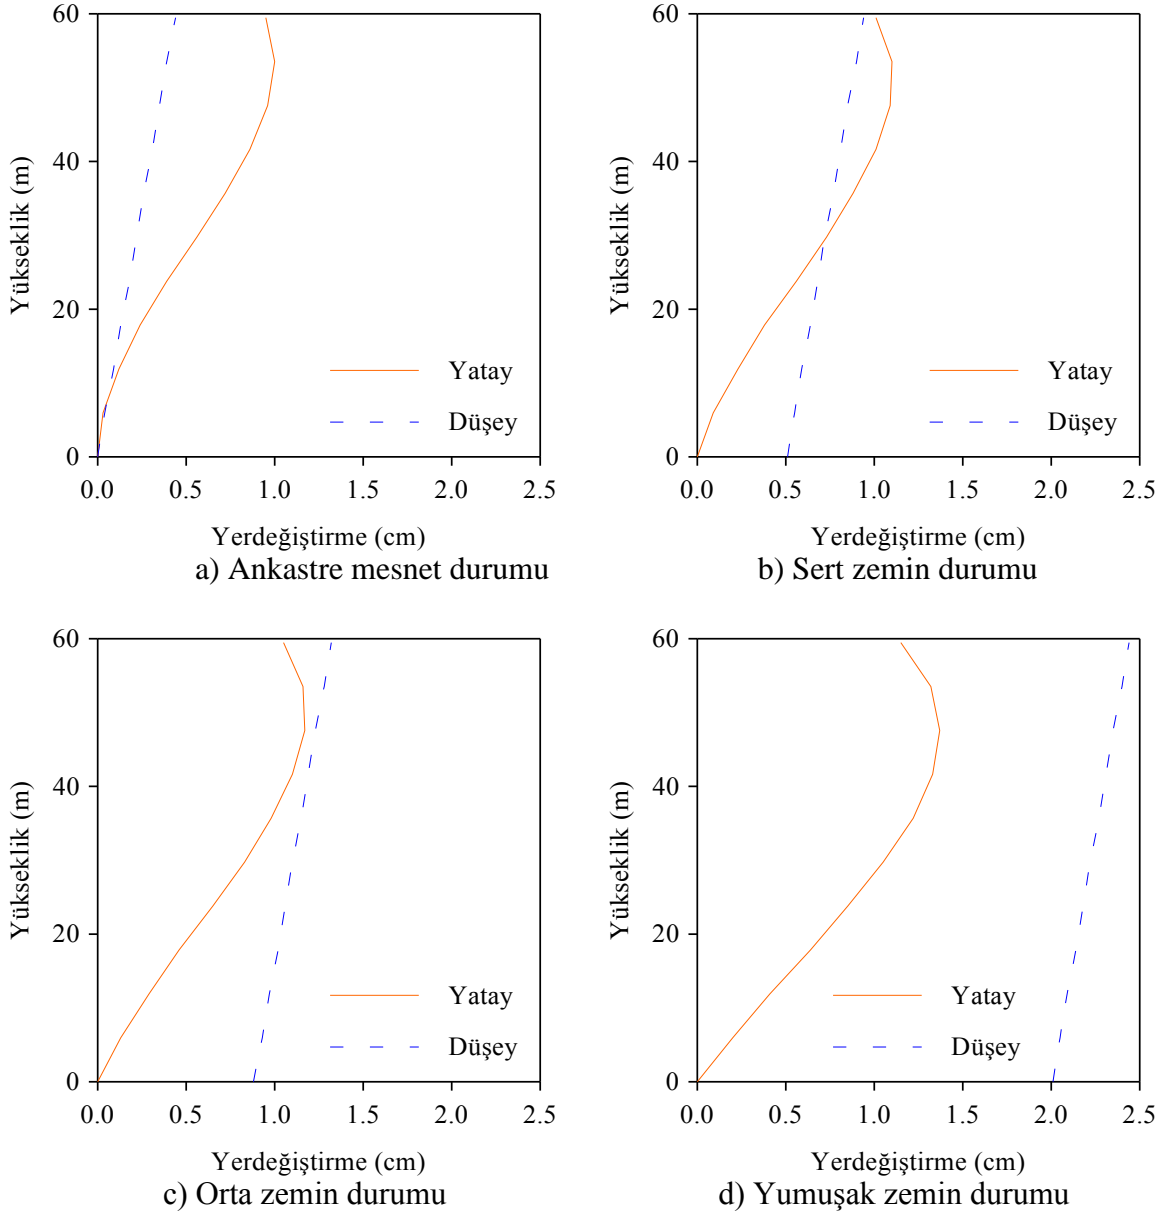 60
40
20
0
Yükseklik (m)
Yatay
Düşey
0.0 0.5 1.0 1.5 2.0 2.5
Yerdeğiştirme (cm)
a) Ankastre mesnet durumu
60
40
20
0
Yükseklik (m)
Yatay
Düşey
0.0 0.5 1.0 1.5 2.0 2.5
Yerdeğiştirme (cm)
b) Sert zemin durumu
60
40
20
0
Yükseklik (m)
Yatay
Düşey
0.0 0.5 1.0 1.5 2.0 2.5
Yerdeğiştirme (cm)
c) Orta zemin durumu
60
40
20
0
Yükseklik (m)
Yatay
Düşey
0.0 0.5 1.0 1.5 2.0 2.5
Yerdeğiştirme (cm)
d) Yumuşak zemin durumu